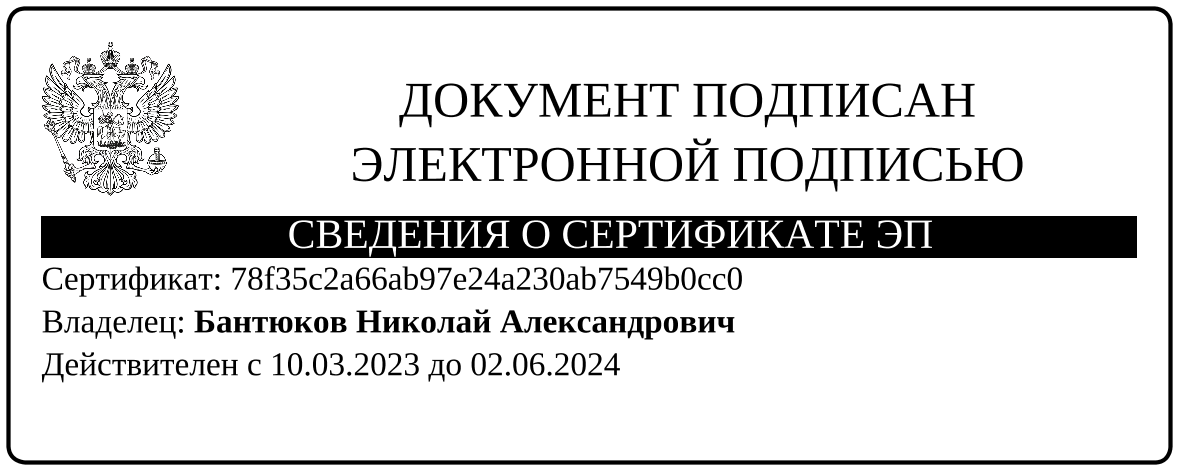 ДОКУМЕНТ ПОДПИСАН
ЭЛЕКТРОННОЙ ПОДПИСЬЮ
СВЕДЕНИЯ О СЕРТИФИКАТЕ ЭП
Сертификат: 78f35c2a66ab97e24a230ab7549b0cc0
Владелец: Бантюков Николай Александрович
Действителен с 10.03.2023 до 02.06.2024